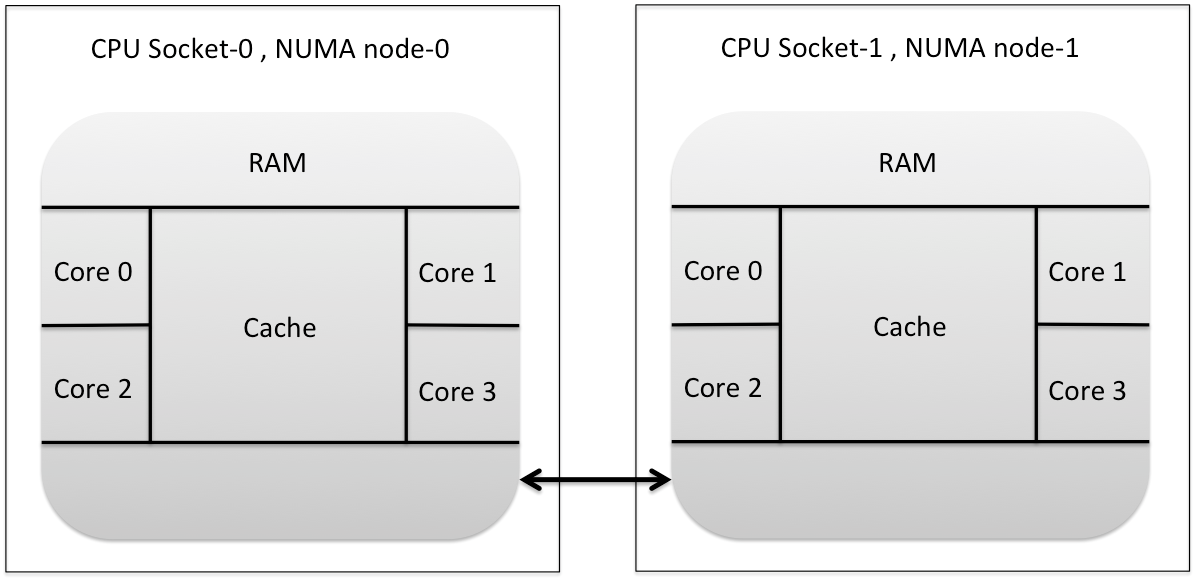 CPU Socket-0 , NUMA node-0
RAM
Core 0
Core 1
Cache
Core 2
Core 3
CPU Socket-1 , NUMA node-1
RAM
Core 0
Core 1
Cache
Core 2
Core 3